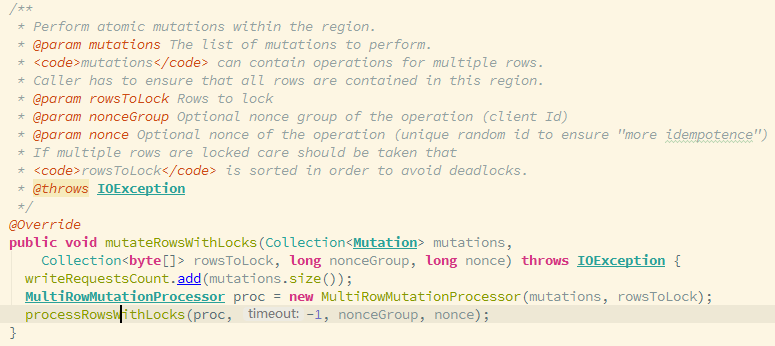 /**
* Perform atomic mutations within the region.
* @param mutations The list of mutations to perform.
* <code>mutations</code> can contain operations for multiple rows.
* Caller has to ensure that all rows are contained in this region.
* @param rowsToLock Rows to lock
* @param nonceGroup Optional nonce group of the operation (client Id)
* @param nonce Optional nonce of the operation (unique random id to ensure "more idempotence")
* If multiple rows are locked care should be taken that
* <code>rowsToLock</code> is sorted in order to avoid deadlocks.
* @throws IOException
*/
@Override
public void mutateRowsWithLocks(Collection<Mutation> mutations,
Collection<byte[]> rowsToLock, long nonceGroup, long nonce) throws IOException {
writeRequestsCount.add(mutations.size());
MultiRowMutationProcessor proc = new MultiRowMutationProcessor(mutations, rowsToLock);
processRowsWithLocks(proc, timeout: -1, nonceGroup, nonce);
}